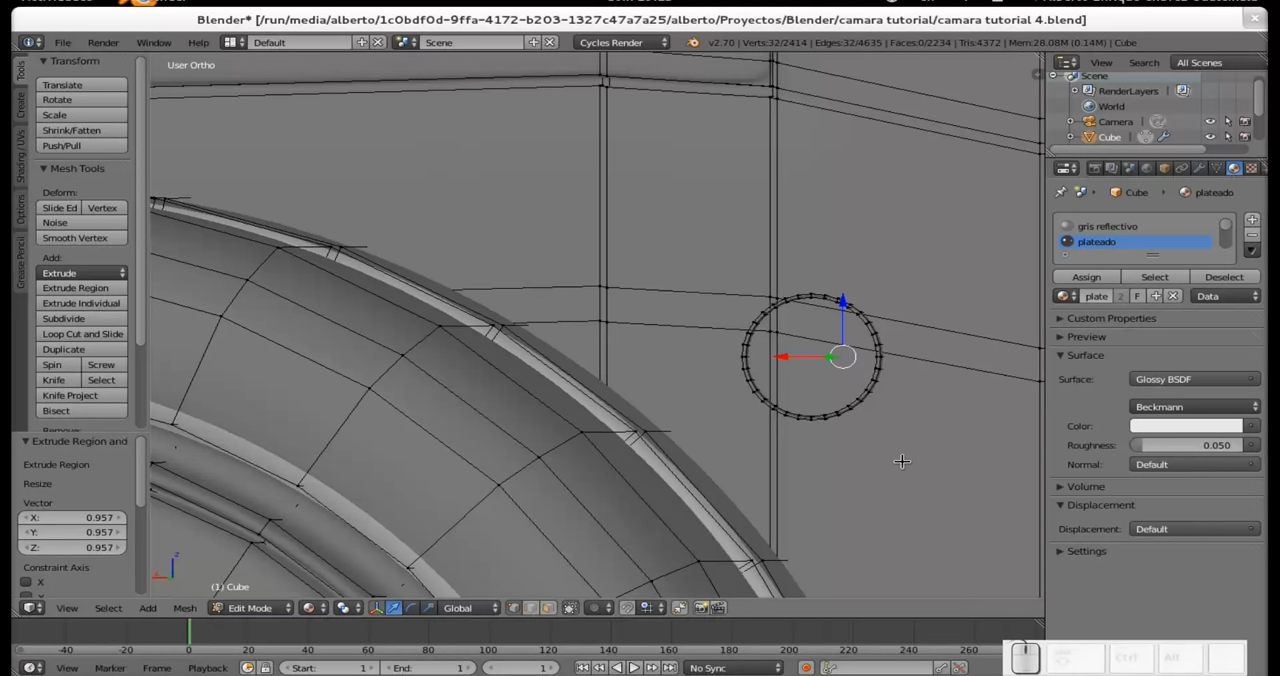 Blender* [/run/media/alberto/1c0bdf0d-9ffa-4172-b203-1327c47a7a25/alberto/Proyectos/Blender/camara tutorial/camara tutorial 4.blend]
File Render Window Help Default Scene Cycles Render v2.70 | Verts:32/2414 | Edges:32/4635 | Faces:0/2234 | Tris:4372 | Mem:28.08M (0.14M) | Cube
Tools
Create
Shading / UVs
Options
Grease Pencil
Transform
Translate
Rotate
Scale
Shrink/Fatten
Push/Pull
Mesh Tools
Deform:
Slide Ed Vertex
Noise
Smooth Vertex
Add:
Extrude
Extrude Region
Extrude Individual
Subdivide
Loop Cut and Slide
Duplicate
Spin Screw
Knife Select
Knife Project
Bisect
Extrude Region and
Extrude Region
Resize
Vector
X: 0.957
Y: 0.957
Z: 0.957
Constraint Axis
X
User Ortho
z
(1) Cube
View Search All Scenes
Scene
RenderLayers
World
Camera
Cube
Cube plateado
gris reflectivo
plateado
Assign Select Deselect
plate 2 F Data
Custom Properties
Preview
Surface
Surface: Glossy BSDF
Beckmann
Color:
Roughness: 0.050
Normal: Default
Volume
Displacement
Displacement: Default
Settings
View Select Add Mesh Edit Mode Global
-40 -20 0 20 40 60 80 100 120 140 160 180 200 220 240 260
View Marker Frame Playback Start: 1 End: 1 1 No Sync
Ctrl Alt